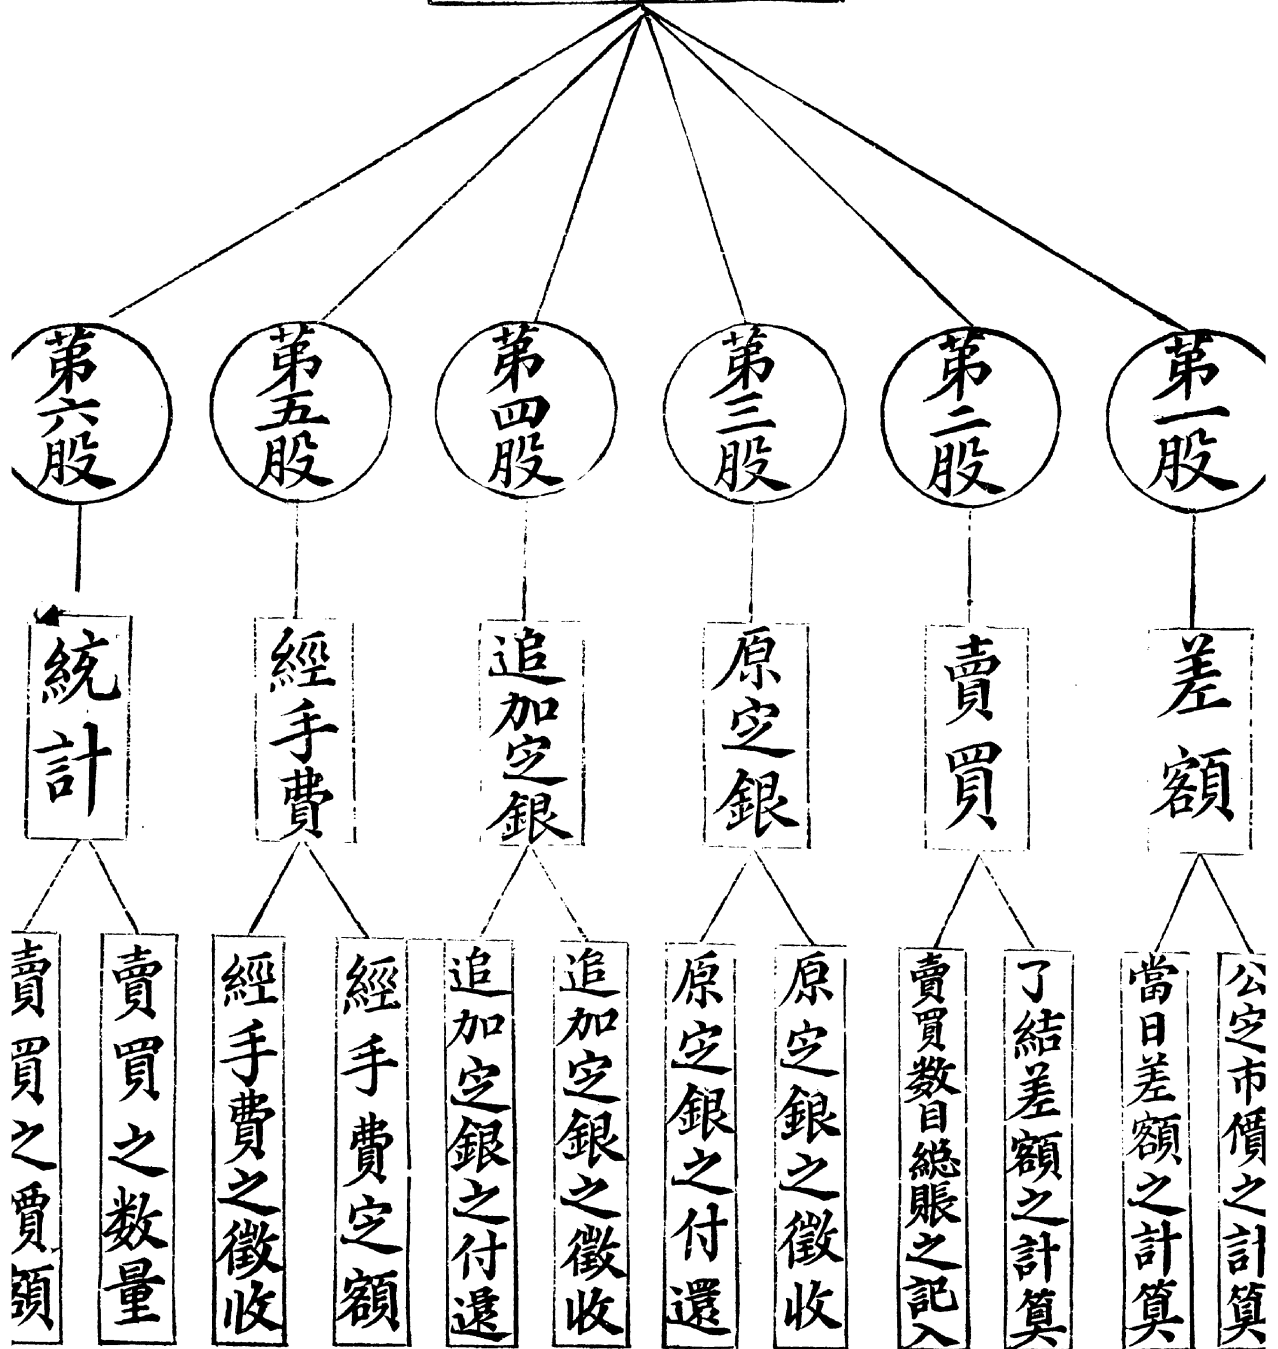 第一股
第二股
第三股
第四股
第五股
第六股
差額
賣買
原定銀
追加定銀
經手費
統計
公定市價之計算
當日差額之計算
了結差額之計算
賣買数目総賬之記入
原定銀之徵收
原定銀之付還
追加定銀之徵收
追加定銀之付還
經手費定額
經手費之徵收
賣買之数量
賣買之價額